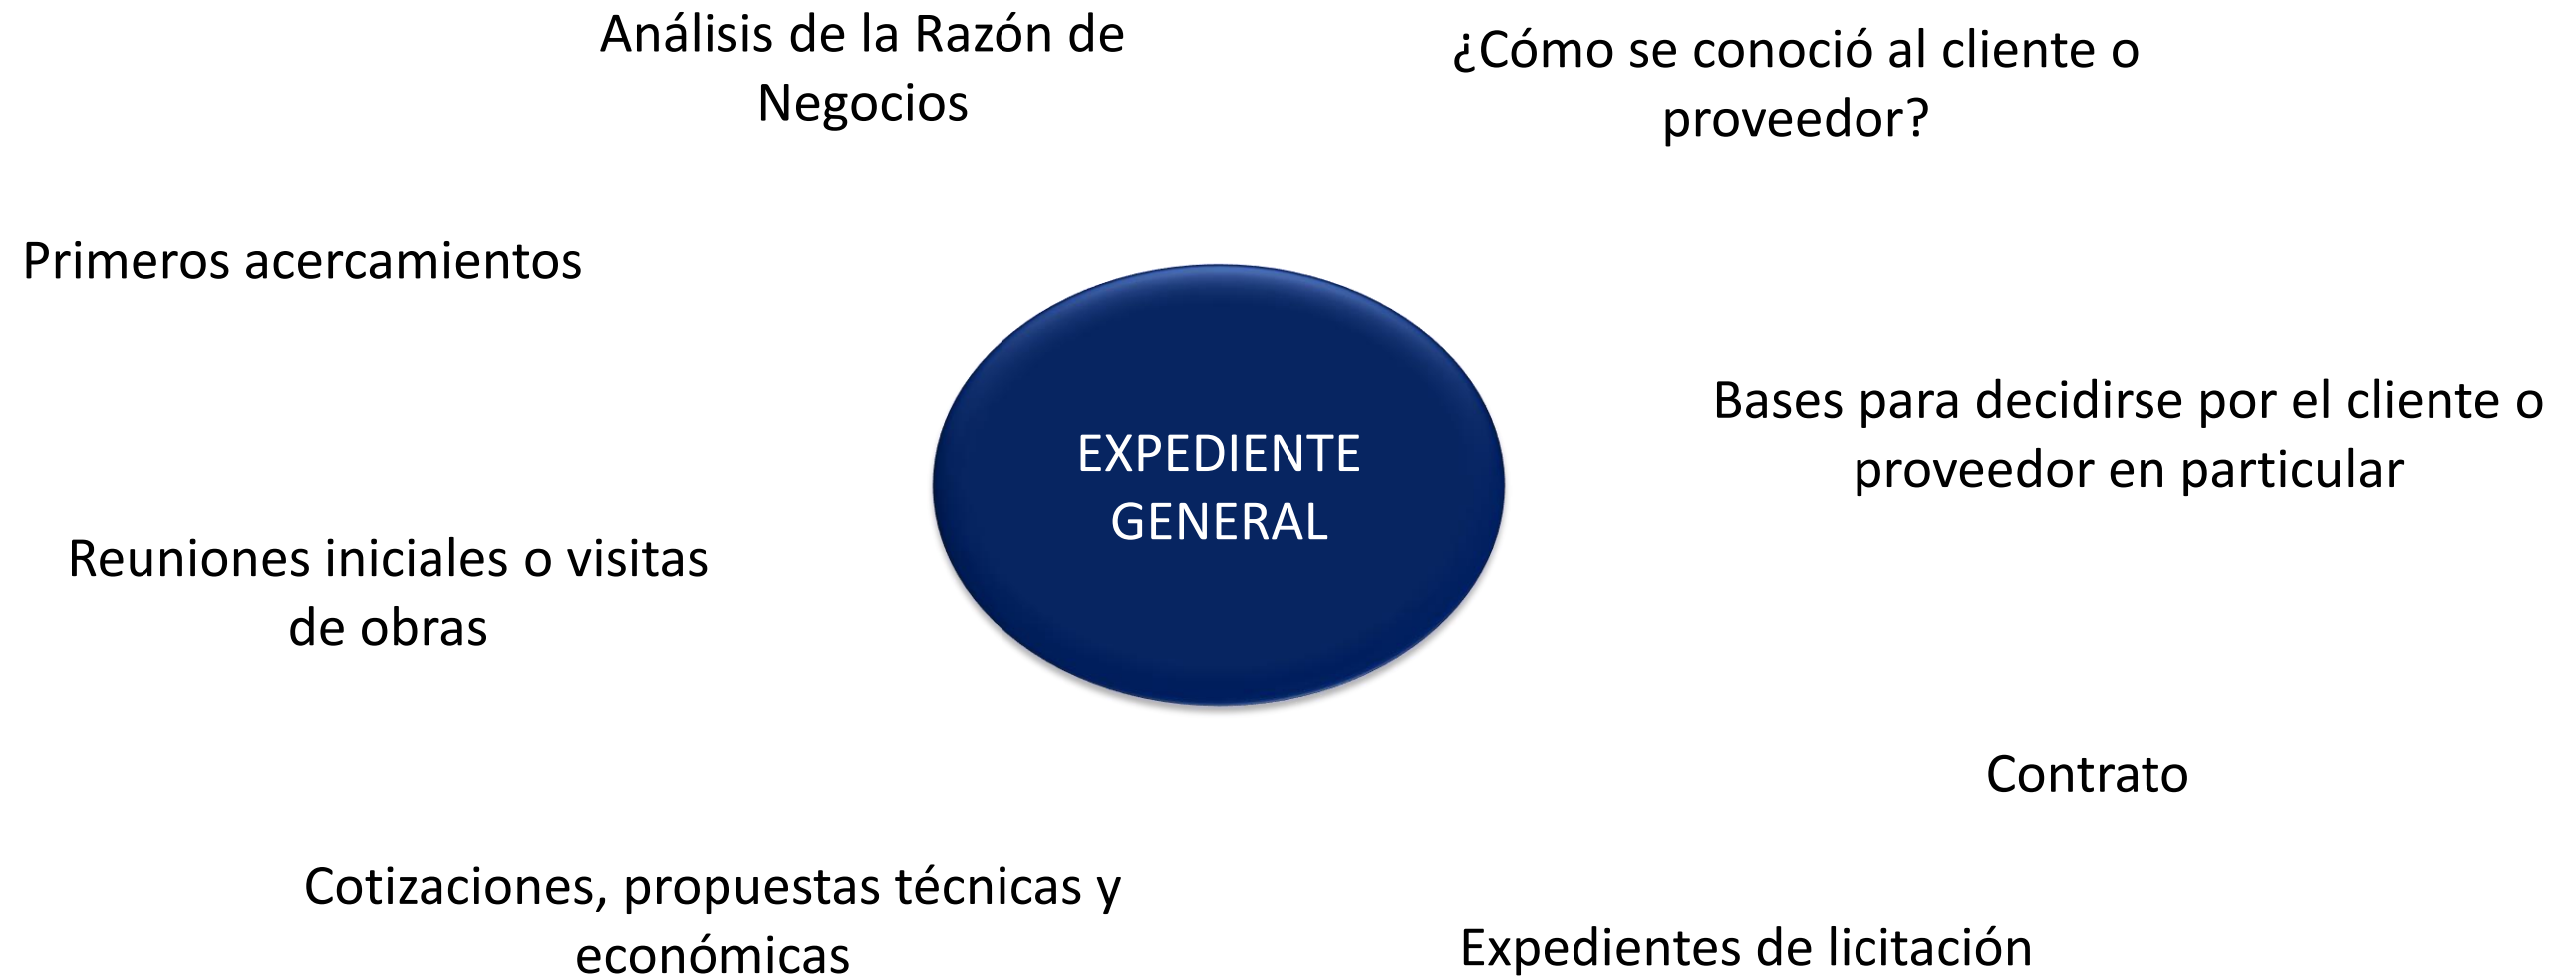 Análisis de la Razón de
Negocios
¿Cómo se conoció al cliente o
proveedor?
Primeros acercamientos
Bases para decidirse por el cliente o
proveedor en particular
EXPEDIENTE
GENERAL
Reuniones iniciales o visitas
de obras
Contrato
Cotizaciones, propuestas técnicas y
económicas
Expedientes de licitación